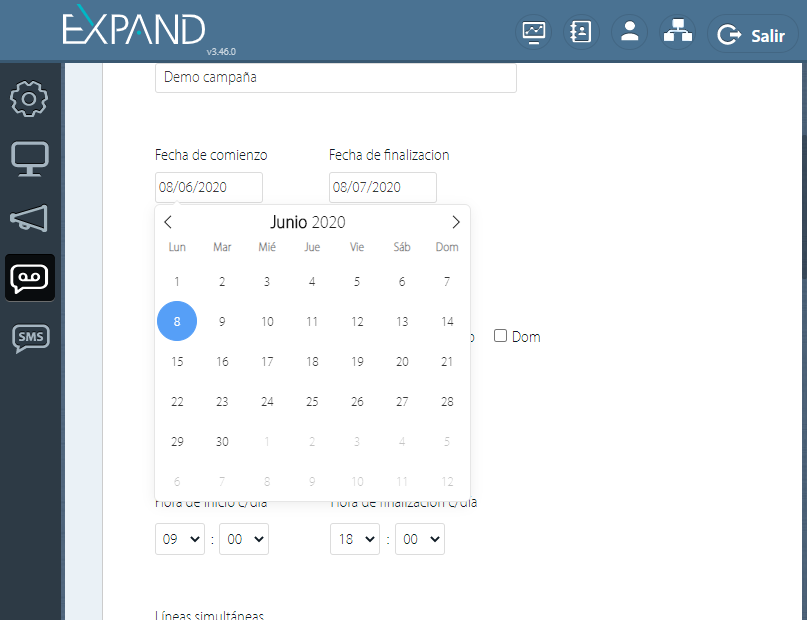 EXPAND
v3.46.0
Salir
SMS
Demo campaña
Fecha de comienzo Fecha de finalizacion
08/06/2020 08/07/2020
Junio 2020
Lun Mar Mié Jue Vie Sáb Dom
1 2 3 4 5 6 7
8 9 10 11 12 13 14
Dom
15 16 17 18 19 20 21
22 23 24 25 26 27 28
29 30 1 2 3 4 5
6 7 8 9 10 11 12
Hora de inicio c/dia Hora de finalizacion c/dia
09 : 00 18 : 00
Líneas simultáneas